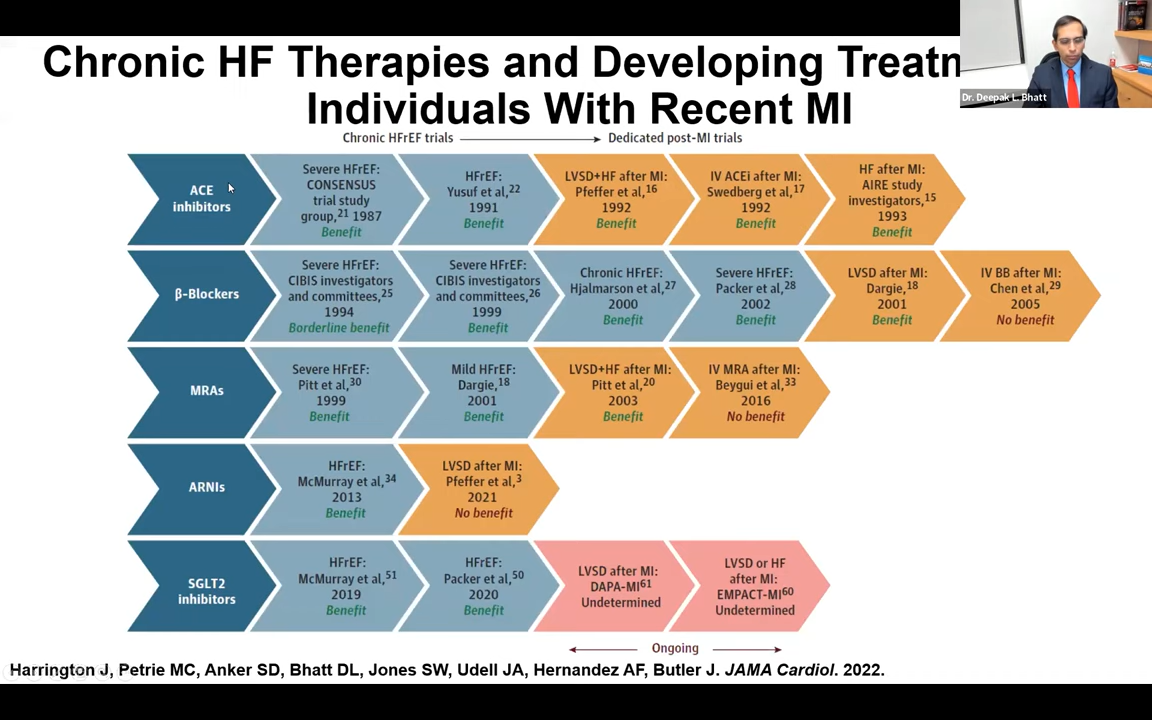 Chronic HF Therapies and Developing Treatm
Individuals With Recent MI
Dr. Deepak L. Bhatt
Chronic HFrEF trials
Dedicated post-MI trials
ACE
inhibitors
Severe HFrEF:
CONSENSUS
trial study
group,21 1987
Benefit
HFrEF:
Yusuf et al,22
1991
Benefit
LVSD+HF after MI:
Pfeffer et al,16
1992
Benefit
IV ACEi after MI:
Swedberg et al,17
1992
Benefit
HF after MI:
AIRE study
investigators,15
1993
Benefit
β-Blockers
Severe HFrEF:
CIBIS investigators
and committees,25
1994
Borderline benefit
Severe HFrEF:
CIBIS investigators
and committees,26
1999
Benefit
Chronic HFrEF:
Hjalmarson et al,27
2000
Benefit
Severe HFrEF:
Packer et al,28
2002
Benefit
LVSD after MI:
Dargie,18
2001
Benefit
IV BB after MI:
Chen et al,29
2005
No benefit
MRAs
Severe HFrEF:
Pitt et al,30
1999
Benefit
Mild HFrEF:
Dargie,18
2001
Benefit
LVSD+HF after MI:
Pitt et al,20
2003
Benefit
IV MRA after MI:
Beygui et al,33
2016
No benefit
ARNIs
HFrEF:
McMurray et al,34
2013
Benefit
LVSD after MI:
Pfeffer et al,3
2021
No benefit
SGLT2
inhibitors
HFrEF:
McMurray et al,51
2019
Benefit
HFrEF:
Packer et al,50
2020
Benefit
LVSD after MI:
DAPA-MI61
Undetermined
LVSD or HF
after MI:
EMPACT-MI60
Undetermined
Ongoing
Harrington J, Petrie MC, Anker SD, Bhatt DL, Jones SW, Udell JA, Hernandez AF, Butler J. JAMA Cardiol. 2022.